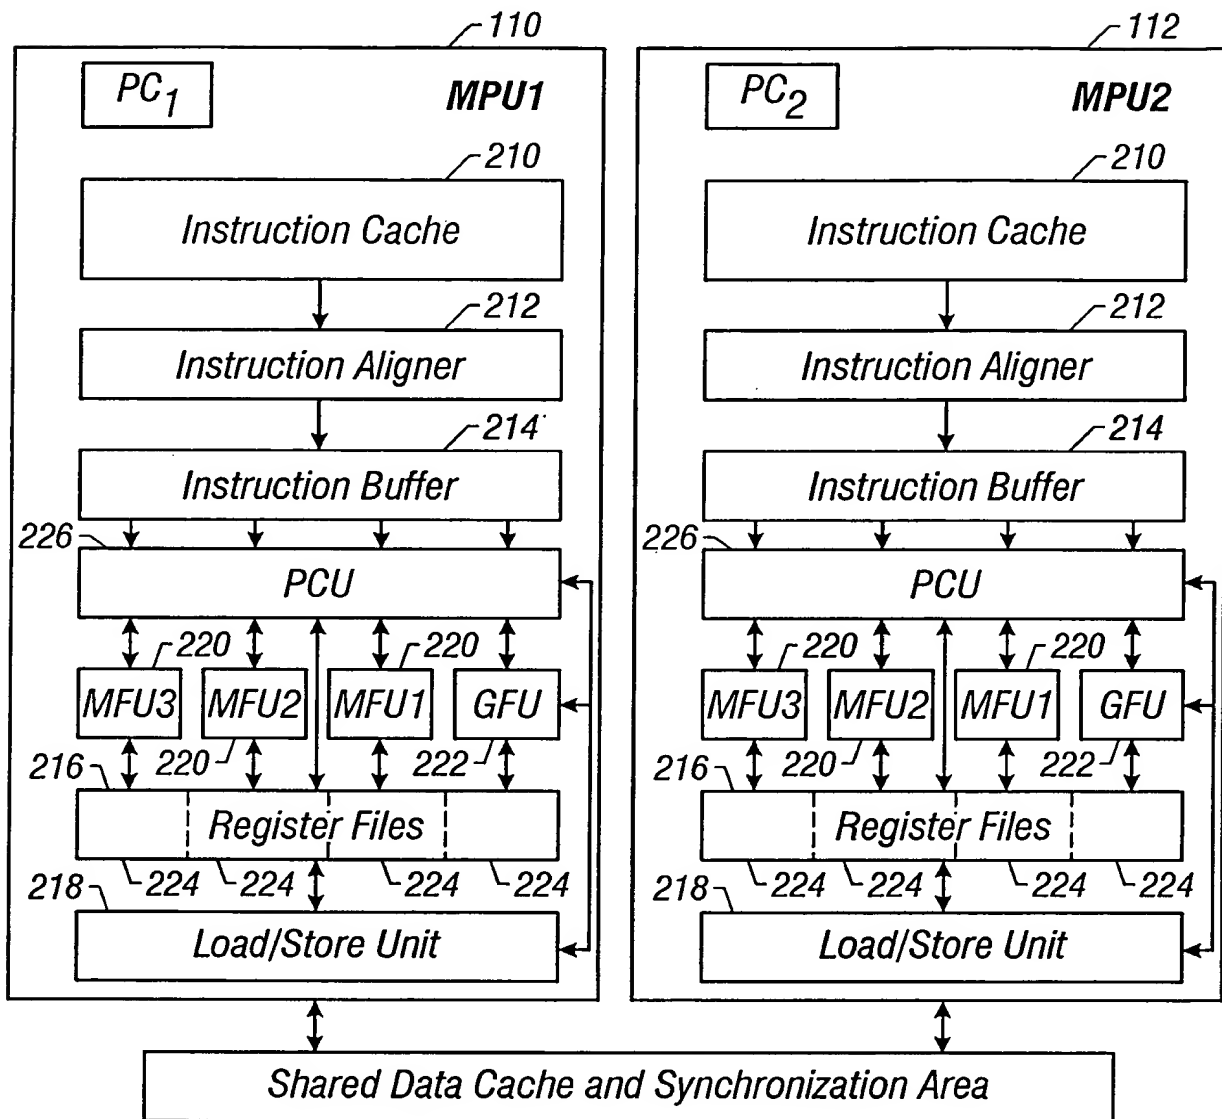 110
112
PC1
MPU1
PC2
MPU2
210
210
Instruction Cache
Instruction Cache
212
212
Instruction Aligner
Instruction Aligner
214
214
Instruction Buffer
Instruction Buffer
226
226
PCU
PCU
220
220
220
220
MFU3
MFU2
MFU1
GFU
MFU3
MFU2
MFU1
GFU
216
220
222
216
220
222
Register Files
Register Files
218
224
224
224
224
218
224
224
224
224
Load/Store Unit
Load/Store Unit
Shared Data Cache and Synchronization Area